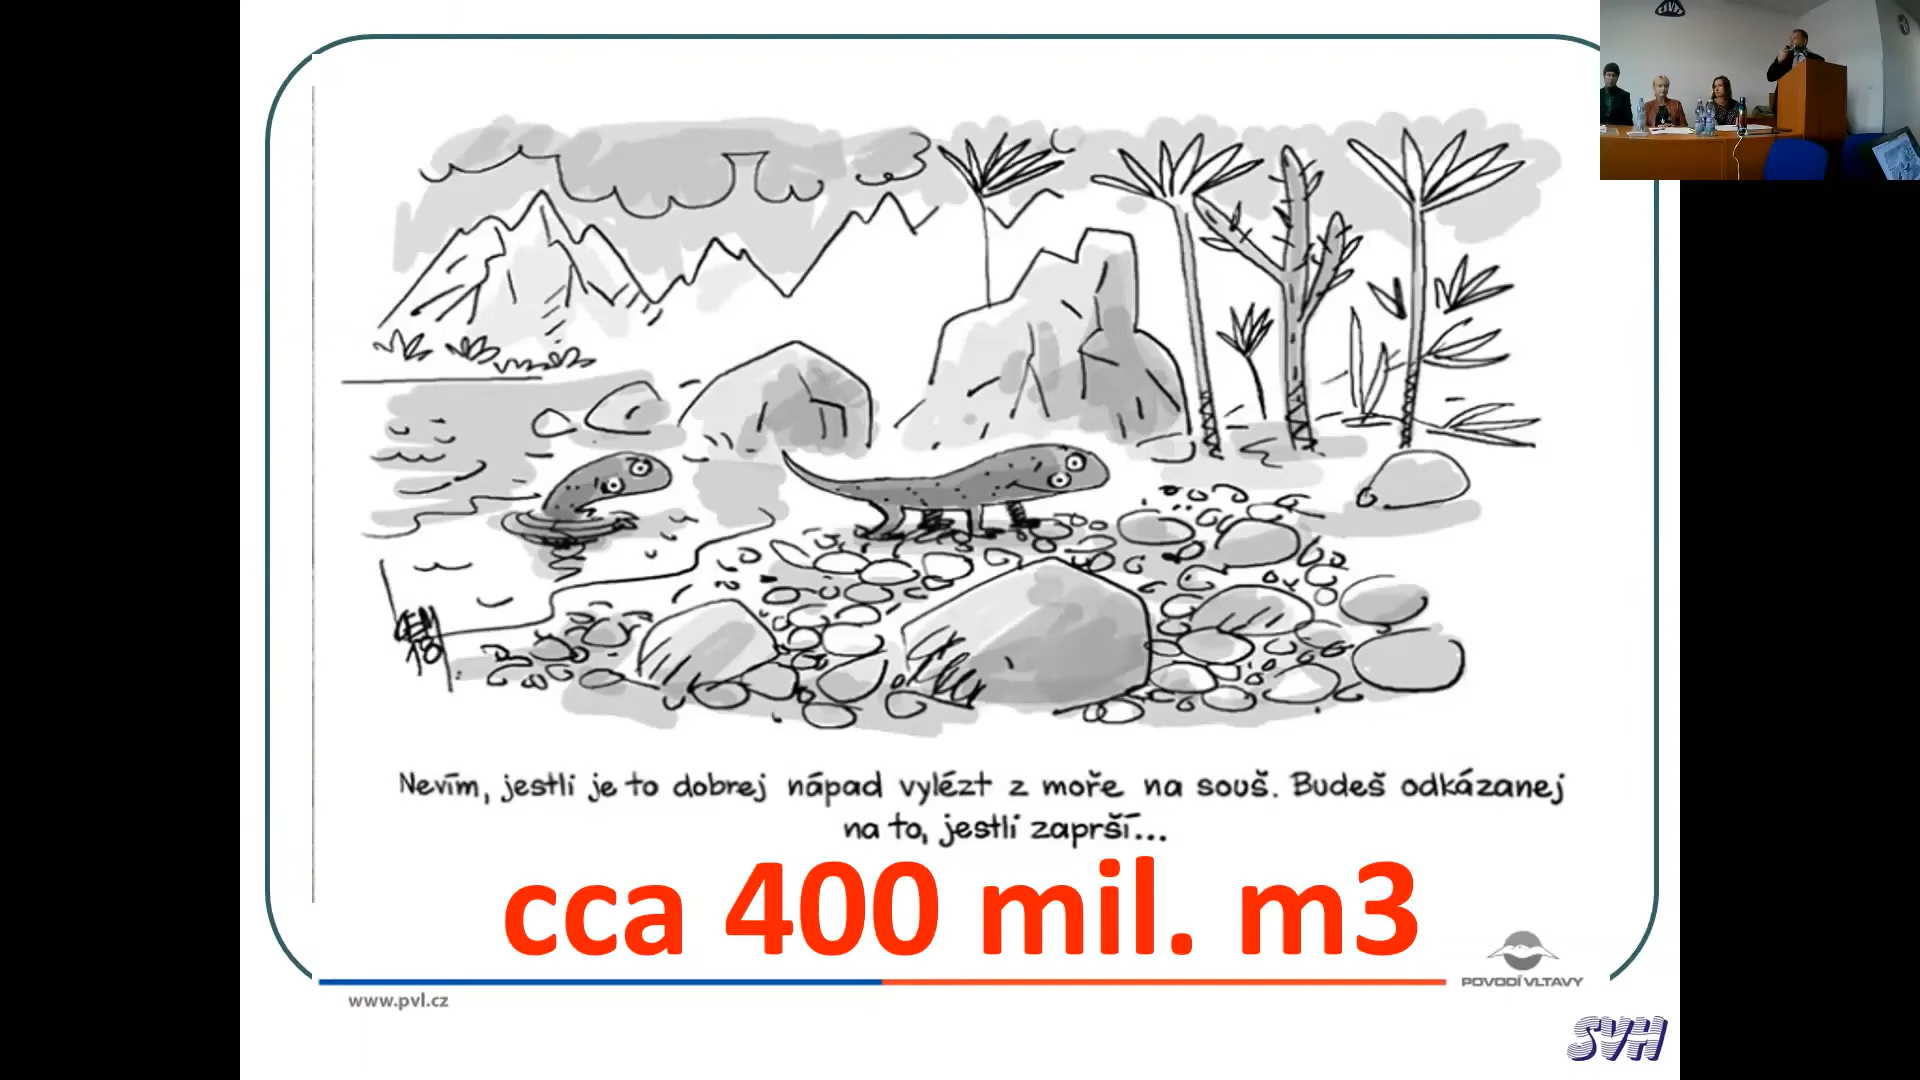 Nevím, jestli je to dobrej nápad vylézt z moře na souš. Budeš odkázanej
na to, jestli zaprší...
cca 400 mil. m3
POVODÍ VLTAVY
www.pvl.cz
SVH